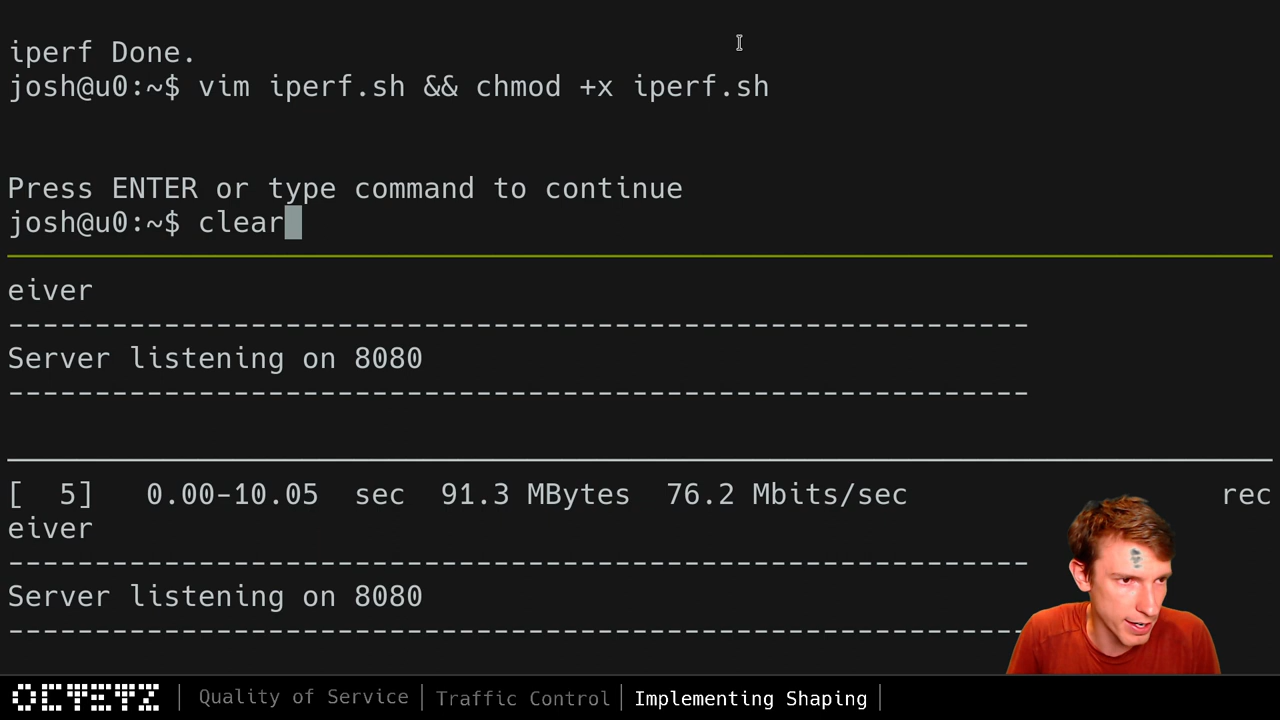 iperf Done.
josh@u0:~$ vim iperf.sh && chmod +x iperf.sh
Press ENTER or type command to continue
josh@u0:~$ clear
eiver
-----------------------------------------------------------
Server listening on 8080
-----------------------------------------------------------
[  5]   0.00-10.05  sec  91.3 MBytes  76.2 Mbits/sec                  rec
eiver
-----------------------------------------------------------
Server listening on 8080
-----------------------------------------------------------
OCTETZ | Quality of Service | Traffic Control | Implementing Shaping |